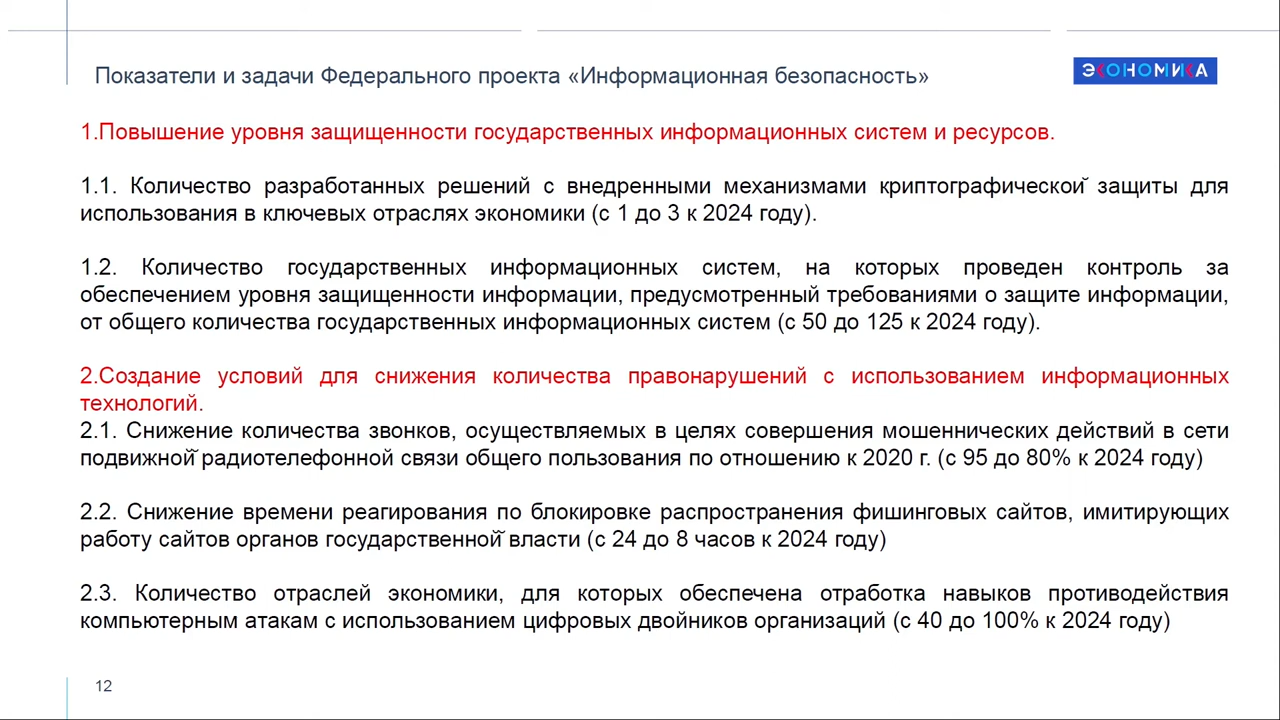 Показатели и задачи Федерального проекта «Информационная безопасность»
ЭКОНОМИКА
1.Повышение уровня защищенности государственных информационных систем и ресурсов.
1.1. Количество разработанных решений с внедренными механизмами криптографической защиты для
использования в ключевых отраслях экономики (с 1 до 3 к 2024 году).
1.2. Количество государственных информационных систем, на которых проведен контроль за
обеспечением уровня защищенности информации, предусмотренный требованиями о защите информации,
от общего количества государственных информационных систем (с 50 до 125 к 2024 году).
2.Создание условий для снижения количества правонарушений с использованием информационных
технологий.
2.1. Снижение количества звонков, осуществляемых в целях совершения мошеннических действий в сети
подвижной радиотелефонной связи общего пользования по отношению к 2020 г. (с 95 до 80% к 2024 году)
2.2. Снижение времени реагирования по блокировке распространения фишинговых сайтов, имитирующих
работу сайтов органов государственной власти (с 24 до 8 часов к 2024 году)
2.3. Количество отраслей экономики, для которых обеспечена отработка навыков противодействия
компьютерным атакам с использованием цифровых двойников организаций (с 40 до 100% к 2024 году)
12